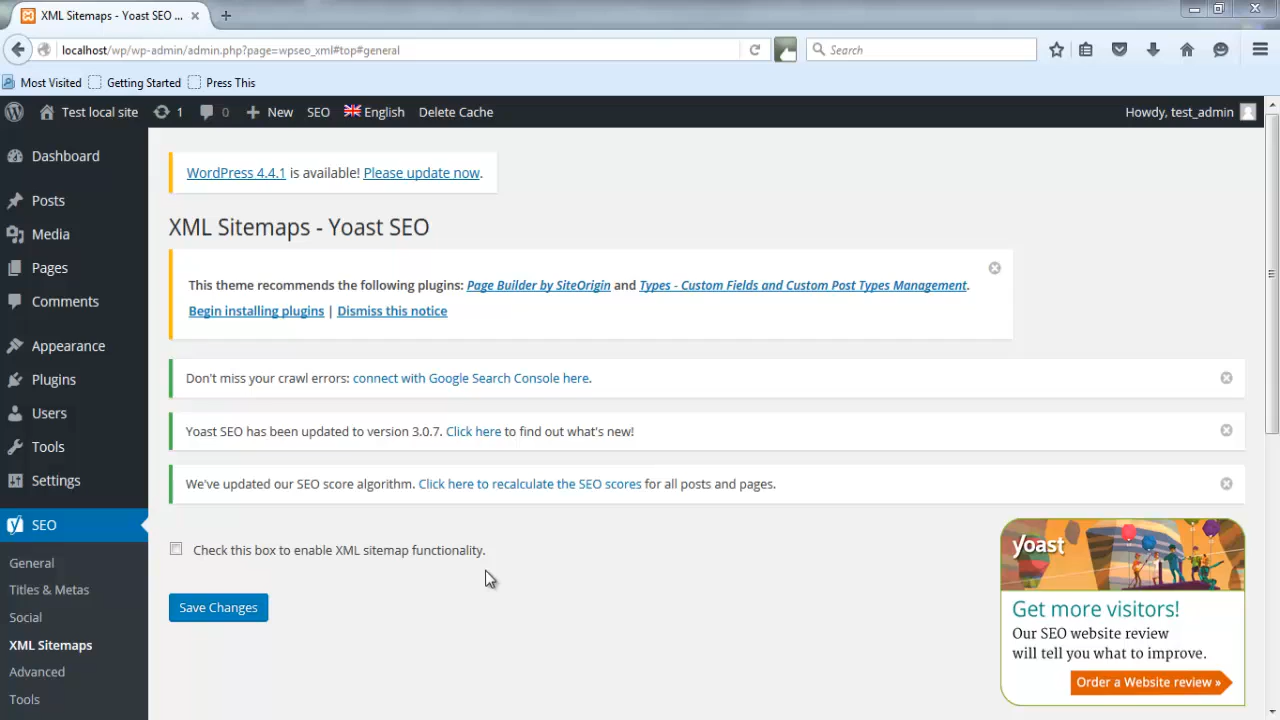 XML Sitemaps - Yoast SEO ...
localhost/wp/wp-admin/admin.php?page=wpseo_xml#top#general
Search
Most Visited
Getting Started
Press This
Test local site
1
0
New
SEO
English
Delete Cache
Howdy, test_admin
Dashboard
Posts
Media
Pages
Comments
Appearance
Plugins
Users
Tools
Settings
SEO
General
Titles & Metas
Social
XML Sitemaps
Advanced
Tools
WordPress 4.4.1 is available! Please update now.
XML Sitemaps - Yoast SEO
This theme recommends the following plugins: Page Builder by SiteOrigin and Types - Custom Fields and Custom Post Types Management.
Begin installing plugins | Dismiss this notice
Don't miss your crawl errors: connect with Google Search Console here.
Yoast SEO has been updated to version 3.0.7. Click here to find out what's new!
We've updated our SEO score algorithm. Click here to recalculate the SEO scores for all posts and pages.
Check this box to enable XML sitemap functionality.
Save Changes
yoast
Get more visitors!
Our SEO website review
will tell you what to improve.
Order a Website review »